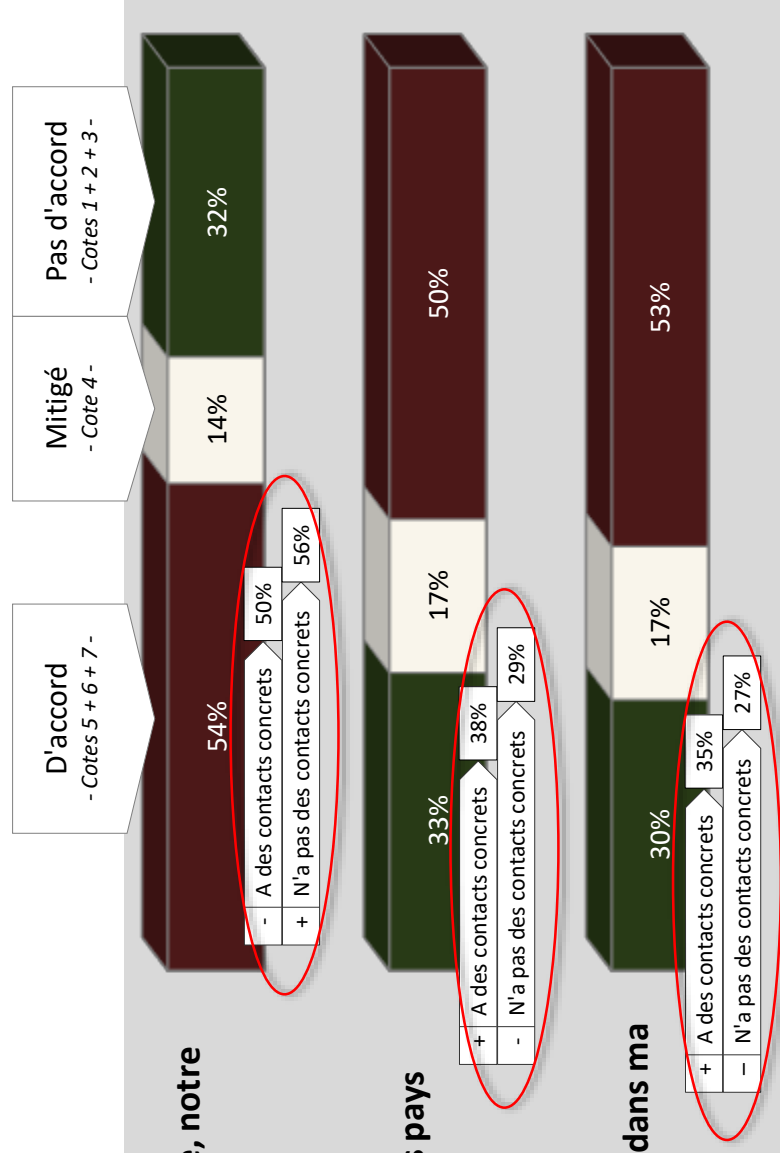 D'accord
- Cotes 5 + 6 + 7 -
Mitigé
- Cote 4 -
Pas d'accord
- Cotes 1 + 2 + 3 -
, notre
54%
14%
32%
- A des contacts concrets 50%
+ N'a pas des contacts concrets 56%
s pays
33%
17%
50%
+ A des contacts concrets 38%
- N'a pas des contacts concrets 29%
dans ma
30%
17%
53%
+ A des contacts concrets 35%
– N'a pas des contacts concrets 27%